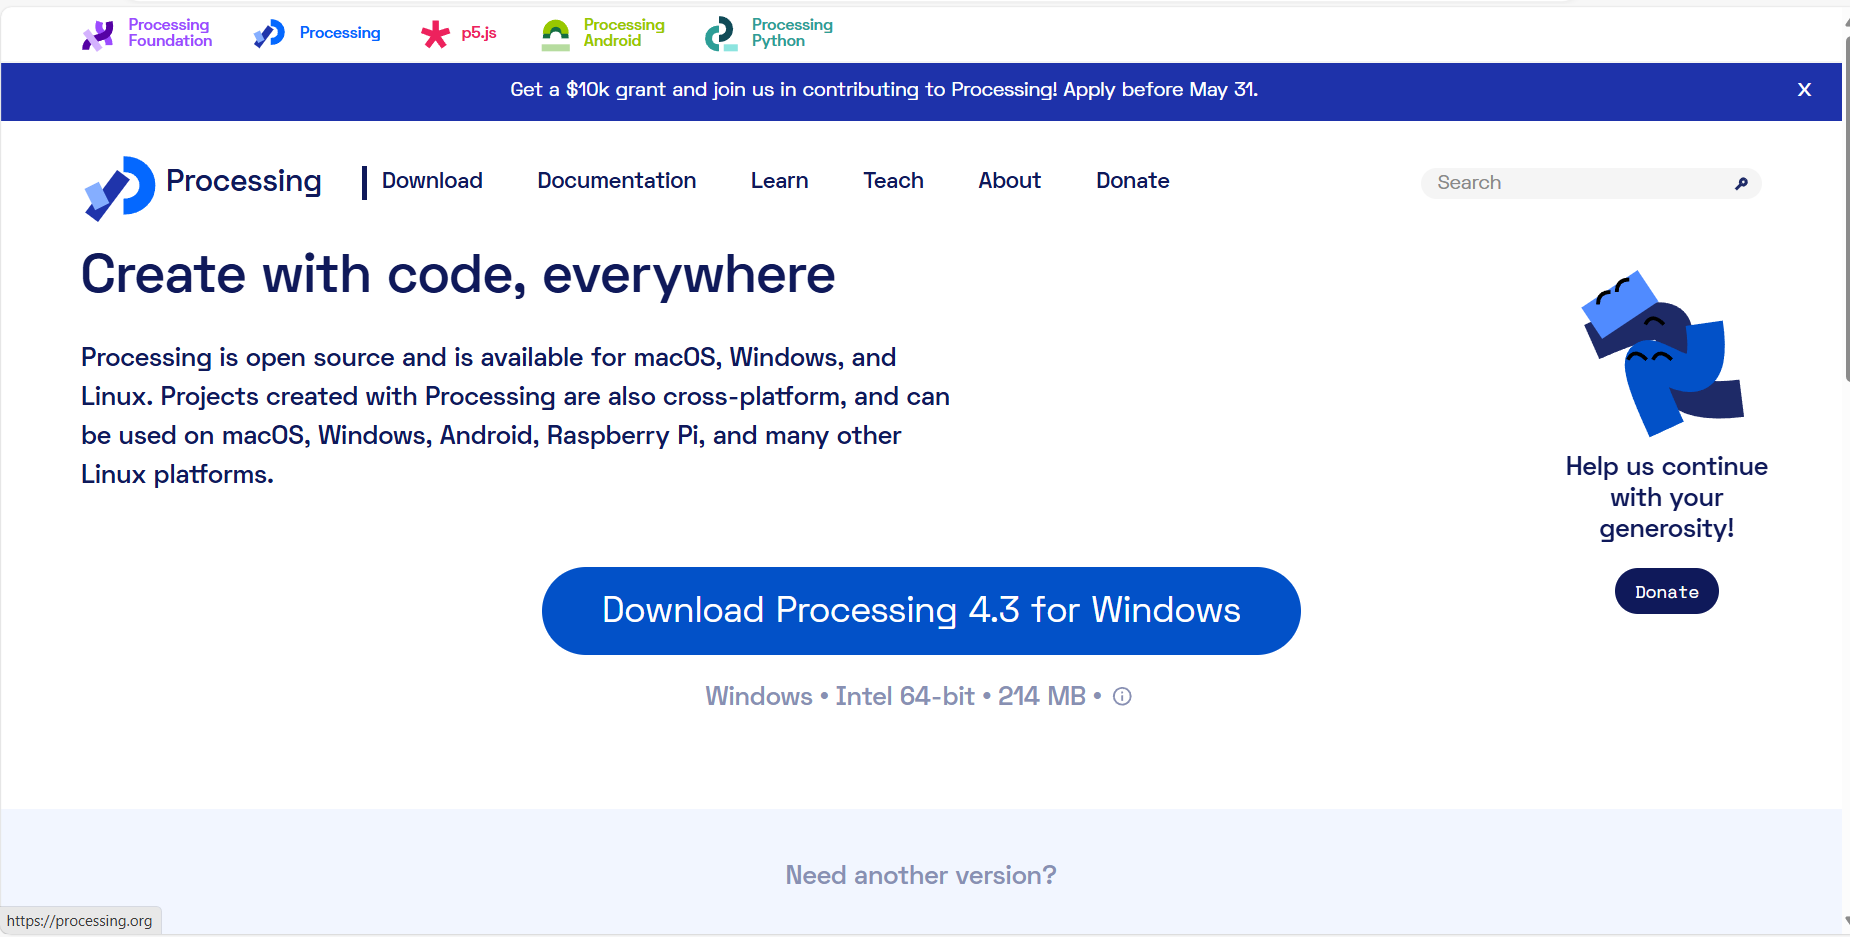 Processing
Foundation
Processing
p5.js
Processing
Android
Processing
Python
Get a $10k grant and join us in contributing to Processing! Apply before May 31.
X
Processing
Download
Documentation
Learn
Teach
About
Donate
Search
Create with code, everywhere
Processing is open source and is available for macOS, Windows, and
Linux. Projects created with Processing are also cross-platform, and can
be used on macOS, Windows, Android, Raspberry Pi, and many other
Linux platforms.
Help us continue
with your
generosity!
Donate
Download Processing 4.3 for Windows
Windows • Intel 64-bit • 214 MB •
Need another version?
https://processing.org